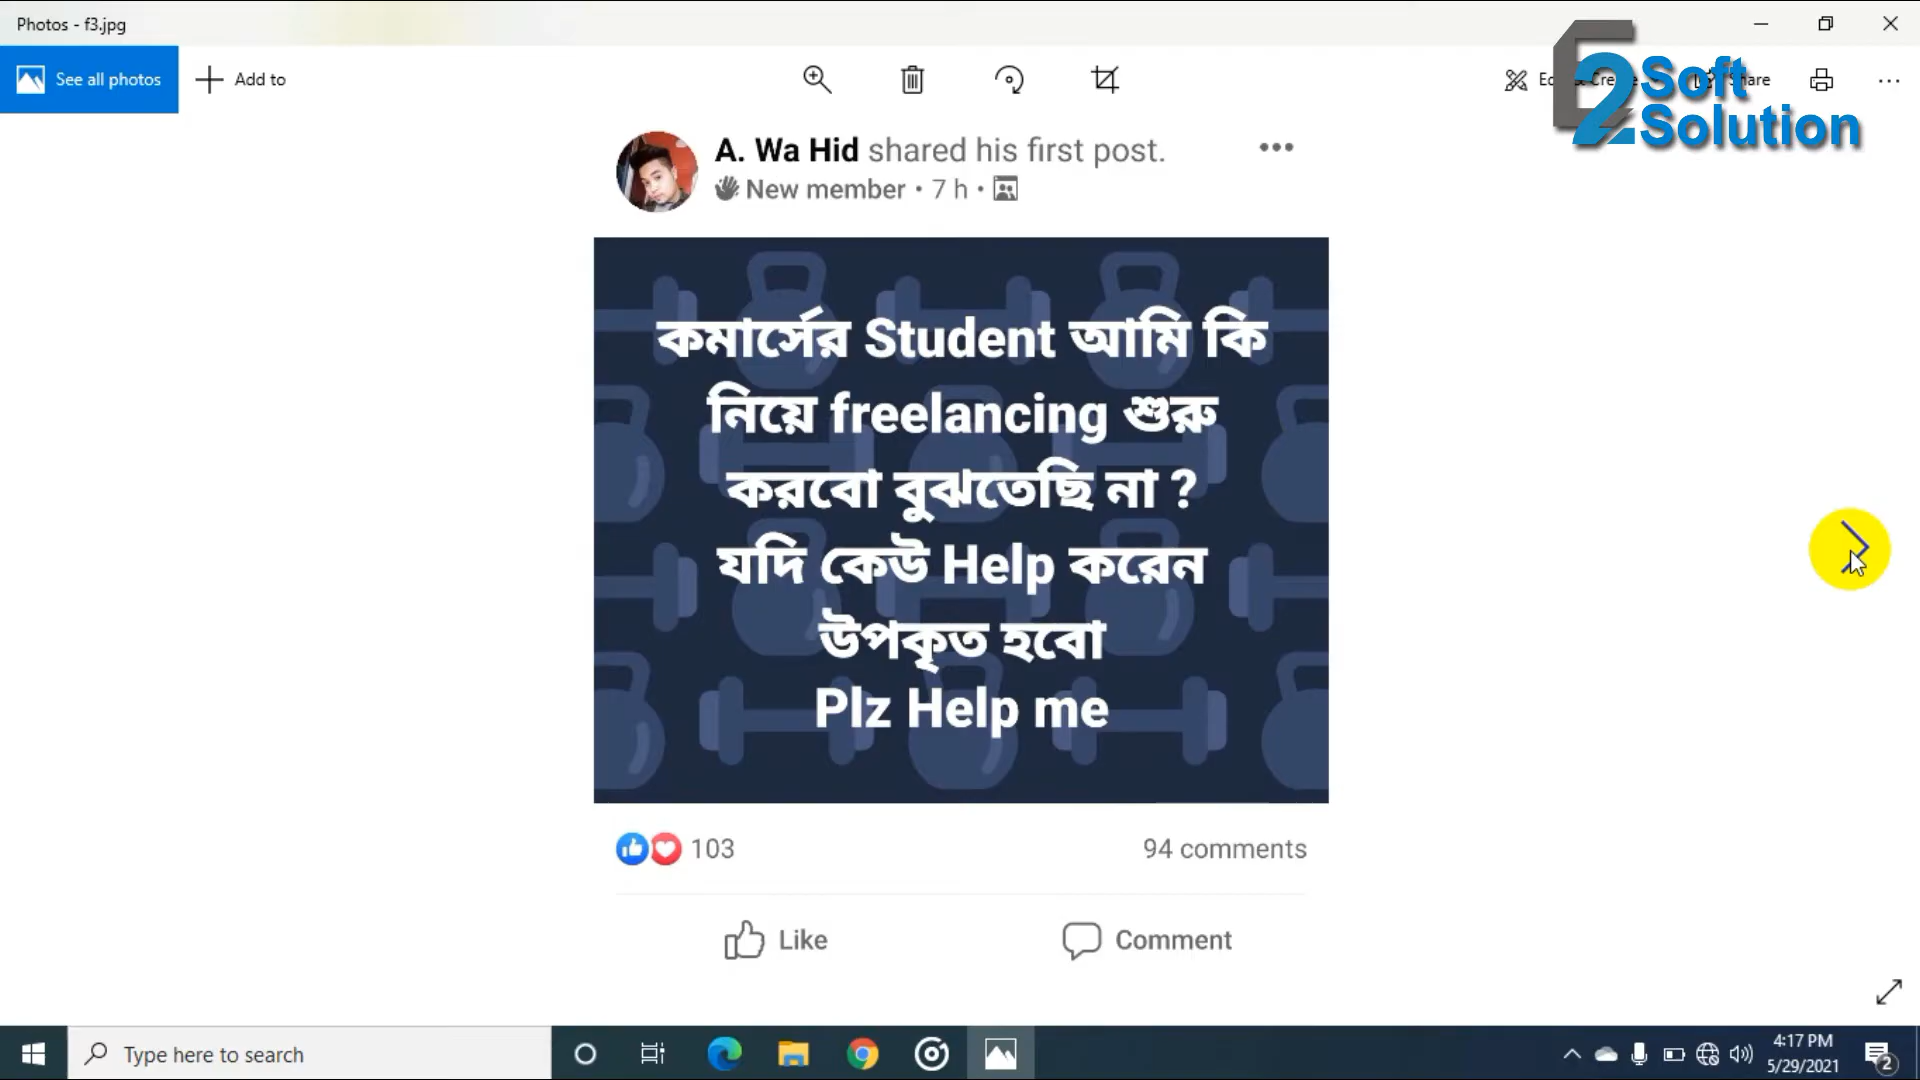 Photos - f3.jpg
See all photos
Add to
Share
Soft
Solution
A. Wa Hid shared his first post.
New member • 7 h •
কমার্সের Student আমি কি
নিয়ে freelancing শুরু
করবো বুঝতেছি না ?
যদি কেউ Help করেন
উপকৃত হবো
Plz Help me
103
94 comments
Like
Comment
Type here to search
4:17 PM
5/29/2021
2